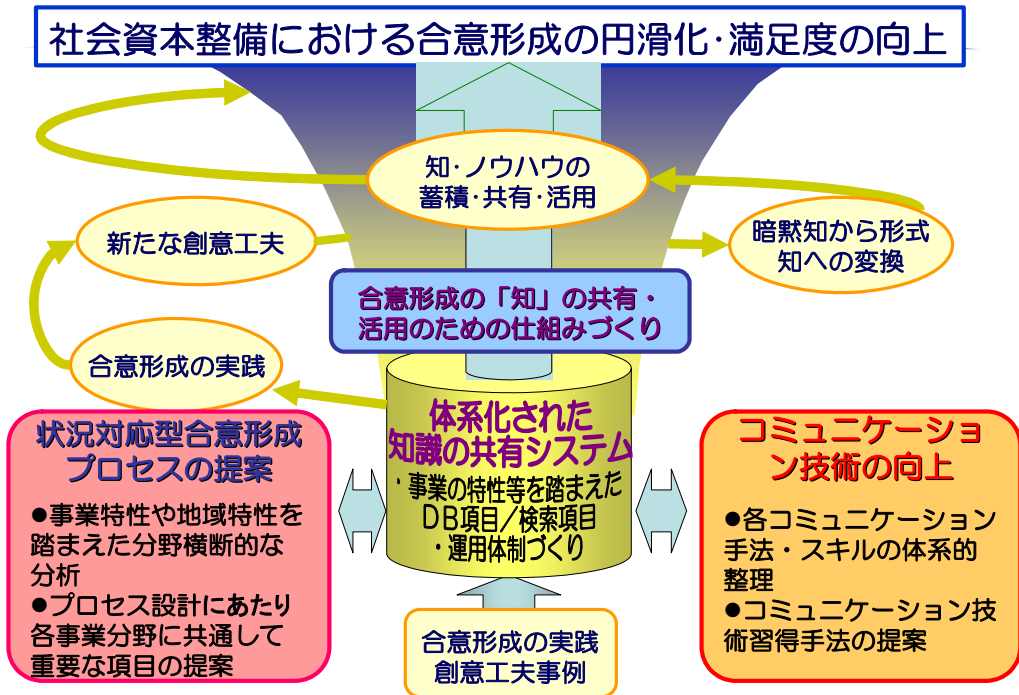 社会資本整備における合意形成の円滑化･満足度の向上
知･ノウハウの
蓄積･共有･活用
新たな創意工夫
暗黙知から形式
知への変換
合意形成の「知」の共有・
活用のための仕組みづくり
合意形成の実践
体系化された
知識の共有システム
・事業の特性等を踏まえた
ＤＢ項目／検索項目
・運用体制づくり
状況対応型合意形成
プロセスの提案
●事業特性や地域特性を
踏まえた分野横断的な
分析
●プロセス設計にあたり
各事業分野に共通して
重要な項目の提案
コミュニケーショ
ン技術の向上
●各コミュニケーション
手法・スキルの体系的
整理
●コミュニケーション技
術習得手法の提案
合意形成の実践
創意工夫事例